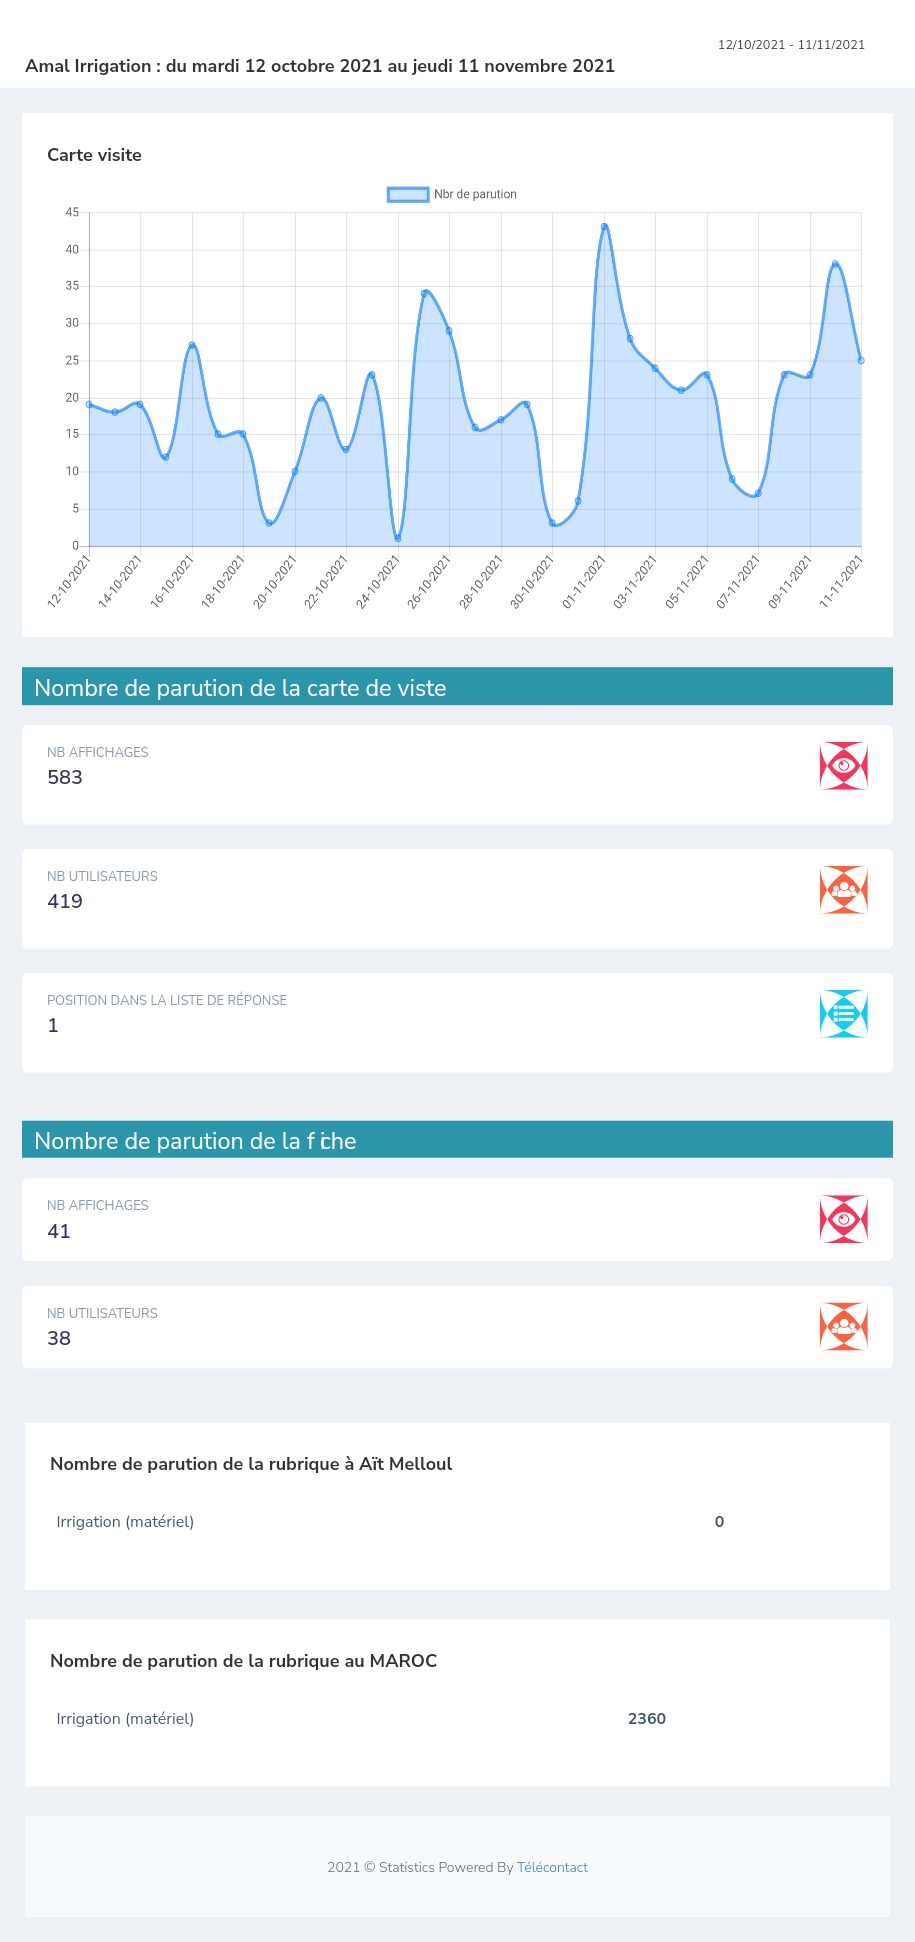 12/10/2021 - 11/11/2021
Amal Irrigation : du mardi 12 octobre 2021 au jeudi 11 novembre 2021
Carte visite
Nbr de parution
45
40
35
30
25
20
15
10
5
0
12-10-2021 14-10-2021 16-10-2021 18-10-2021 20-10-2021 22-10-2021 24-10-2021 26-10-2021 28-10-2021 30-10-2021 01-11-2021 03-11-2021 05-11-2021 07-11-2021 09-11-2021 11-11-2021
Nombre de parution de la carte de viste
NB AFFICHAGES
583
NB UTILISATEURS
419
POSITION DANS LA LISTE DE RÉPONSE
1
Nombre de parution de la fiche
NB AFFICHAGES
41
NB UTILISATEURS
38
Nombre de parution de la rubrique à Aït Melloul
Irrigation (matériel) 0
Nombre de parution de la rubrique au MAROC
Irrigation (matériel) 2360
2021 © Statistics Powered By Télécontact